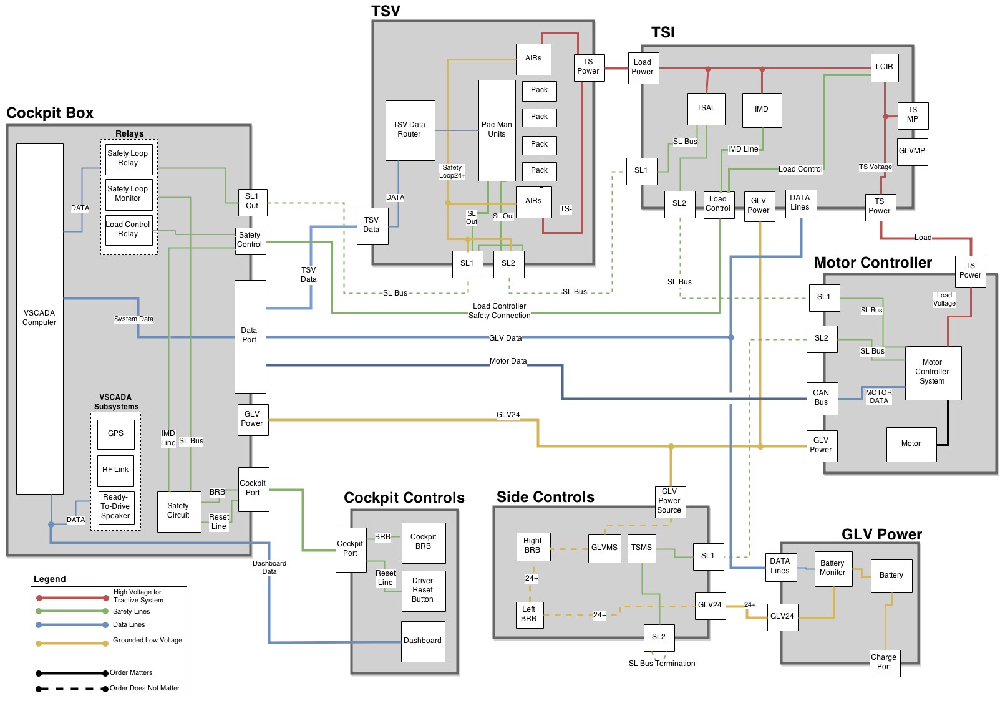 TSV
TSI
Cockpit Box
Relays
Safety Loop
Relay
Safety Loop
Monitor
Load Control
Relay
DATA
SL1
Out
Safety
Control
VSCADA
Computer
System Data
Data
Port
VSCADA
Subsystems
GPS
RF Link
Ready-
To-Drive
Speaker
DATA
IMD
Line
SL Bus
GLV
Power
Safety
Circuit
BRB
Reset
Line
Cockpit
Port
Dashboard
Data
AIRs
TS
Power
Pack
Pack
Pack
Pack
AIRs
TS-
TSV Data
Router
Pac-Man
Units
Safety
Loop24+
DATA
SL
Out
SL Out
TSV
Data
SL1
SL2
TSV
Data
SL Bus
SL Bus
Load Controller
Safety Connection
GLV Data
Motor Data
GLV24
Load
Power
LCIR
TSAL
IMD
TS
MP
GLVMP
SL Bus
IMD Line
Load Control
TS Voltage
SL1
SL2
Load
Control
GLV
Power
DATA
Lines
TS
Power
Load
SL Bus
Motor Controller
TS
Power
SL1
SL Bus
Load
Voltage
SL2
SL Bus
Motor
Controller
System
CAN
Bus
MOTOR
DATA
GLV
Power
Motor
Cockpit Controls
Cockpit
Port
BRB
Cockpit
BRB
Reset
Line
Driver
Reset
Button
Dashboard
Side Controls
GLV
Power
Source
Right
BRB
GLVMS
TSMS
SL1
24+
Left
BRB
24+
GLV24
24+
SL2
SL Bus Termination
GLV Power
DATA
Lines
Battery
Monitor
Battery
GLV24
Charge
Port
Legend
High Voltage for
Tractive System
Safety Lines
Data Lines
Grounded Low Voltage
Order Matters
Order Does Not Matter